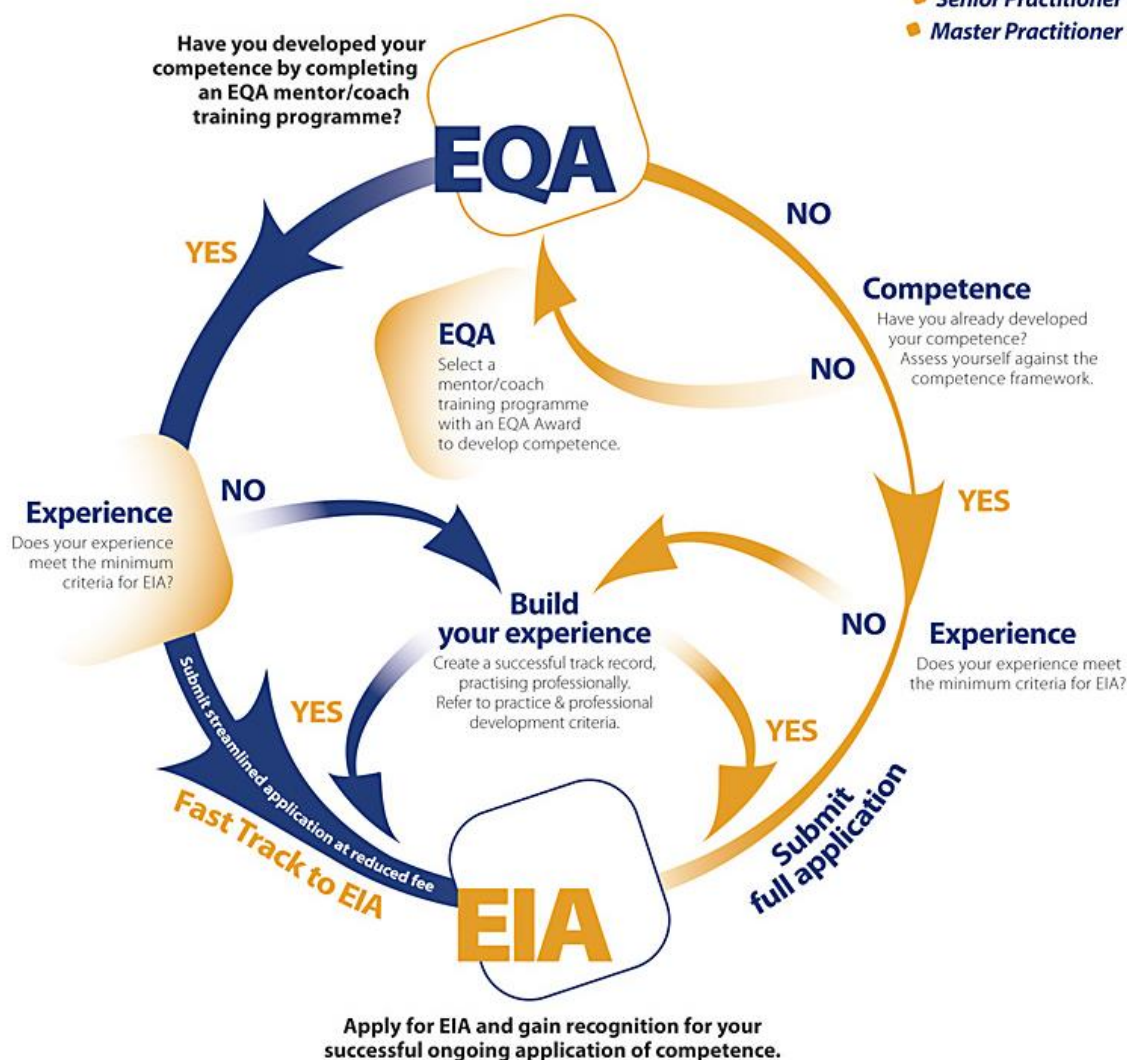 Senior Practitioner
Master Practitioner
Have you developed your
competence by completing
an EQA mentor/coach
training programme?
EQA
NO
YES
Competence
Have you already developed
your competence?
Assess yourself against the
competence framework.
NO
EQA
Select a
mentor/coach
training programme
with an EQA Award
to develop competence.
YES
NO
Experience
Does your experience
meet the minimum
criteria for EIA?
Build
your experience
Create a successful track record,
practising professionally.
Refer to practice & professional
development criteria.
NO
Experience
Does your experience meet
the minimum criteria for EIA?
YES
YES
Submit streamlined application at reduced fee
Fast Track to EIA
Submit
full application
EIA
Apply for EIA and gain recognition for your
successful ongoing application of competence.